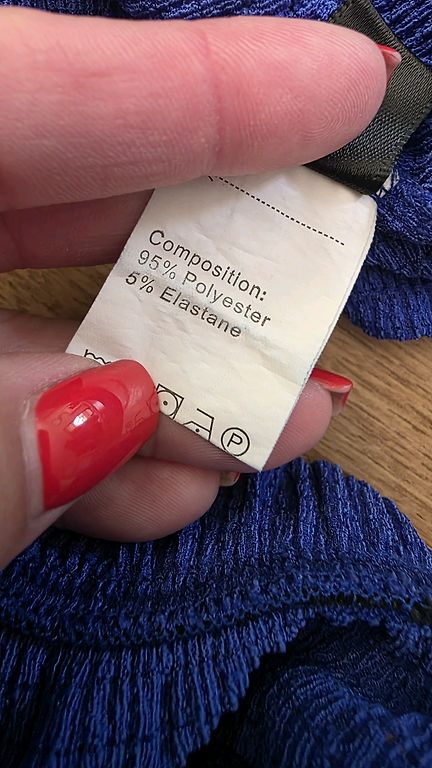 Composition:
95% Polyester
5% Elastane
P